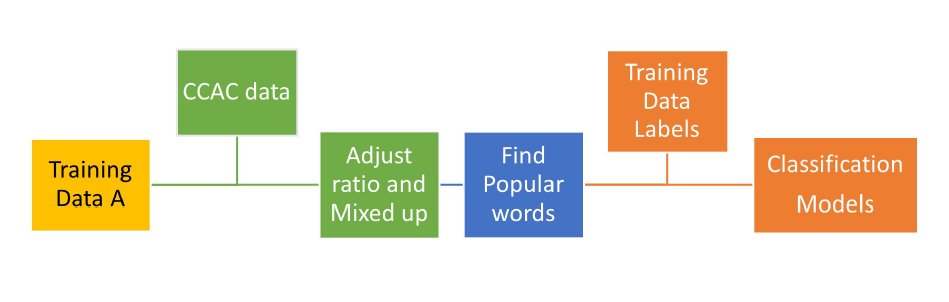 Training
Data A
CCAC data
Adjust
ratio and
Mixed up
Find
Popular
words
Training
Data
Labels
Classification
Models